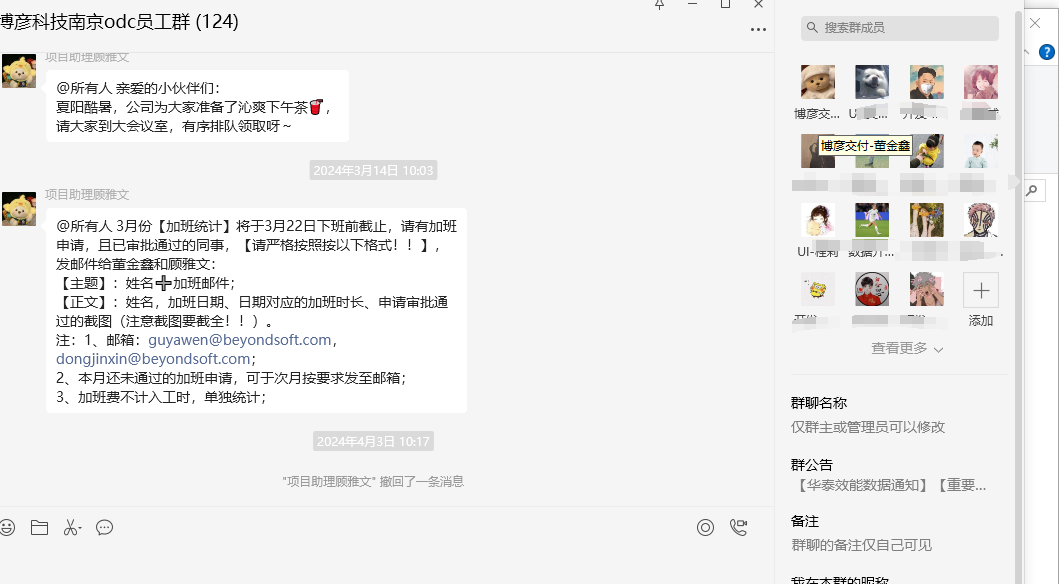 博彦科技南京odc员工群 (124)
项目助理顾雅文
@所有人 亲爱的小伙伴们：
夏阳酷暑，公司为大家准备了沁爽下午茶🥤，
请大家到大会议室，有序排队领取呀～
2024年3月14日 10:03
项目助理顾雅文
@所有人 3月份【加班统计】将于3月22日下班前截止，请有加班
申请，且已审批通过的同事，【请严格按照按以下格式！！】，
发邮件给董金鑫和顾雅文：
【主题】：姓名➕加班邮件；
【正文】：姓名，加班日期、日期对应的加班时长、申请审批通
过的截图（注意截图要截全！！）。
注：1、邮箱：guyawen@beyondsoft.com，
dongjinxin@beyondsoft.com；
2、本月还未通过的加班申请，可于次月按要求发至邮箱；
3、加班费不计入工时，单独统计；
2024年4月3日 10:17
"项目助理顾雅文" 撤回了一条消息
搜索群成员
博彦交...
博彦交付-董金鑫
添加
查看更多
群聊名称
仅群主或管理员可以修改
群公告
【华泰效能数据通知】【重要...
备注
群聊的备注仅自己可见
我在本群的昵称